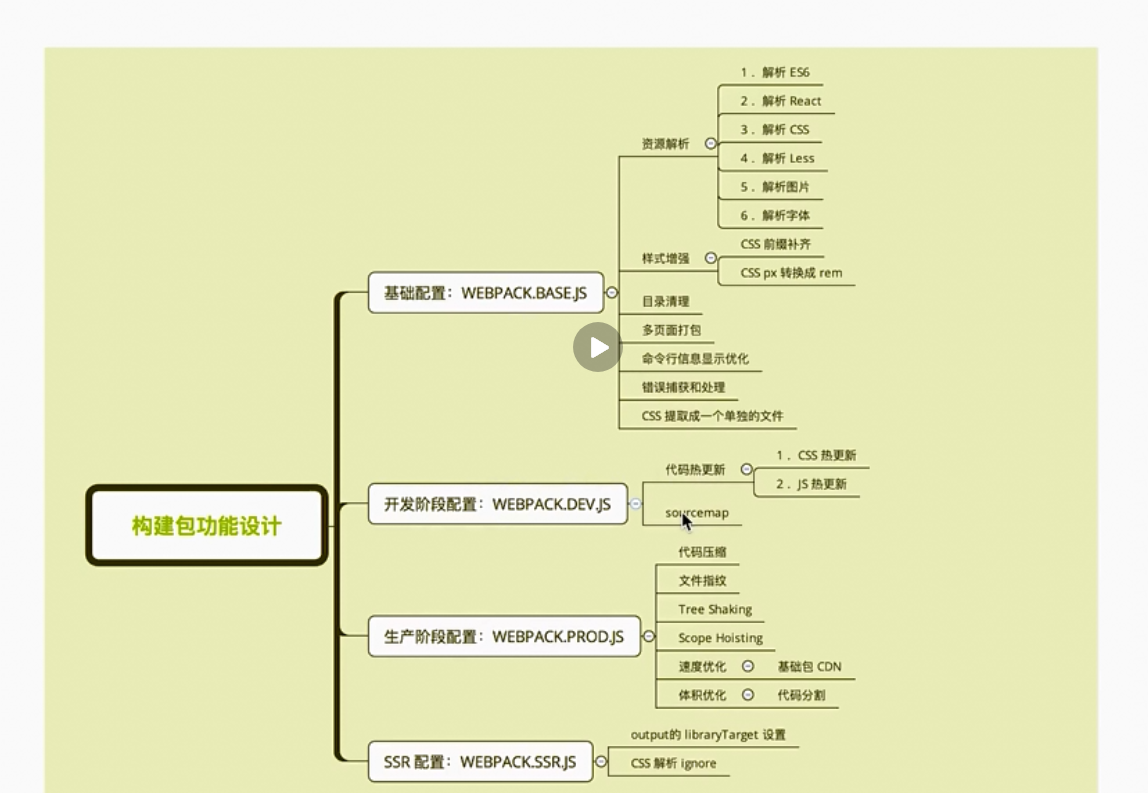 构建包功能设计
基础配置：WEBPACK.BASE.JS
资源解析
1． 解析 ES6
2． 解析 React
3． 解析 CSS
4． 解析 Less
5． 解析图片
6． 解析字体
样式增强
CSS 前缀补齐
CSS px 转换成 rem
目录清理
多页面打包
命令行信息显示优化
错误捕获和处理
CSS 提取成一个单独的文件
开发阶段配置：WEBPACK.DEV.JS
代码热更新
1． CSS 热更新
2． JS 热更新
sourcemap
生产阶段配置：WEBPACK.PROD.JS
代码压缩
文件指纹
Tree Shaking
Scope Hoisting
速度优化
基础包 CDN
体积优化
代码分割
SSR 配置：WEBPACK.SSR.JS
output的 libraryTarget 设置
CSS 解析 ignore